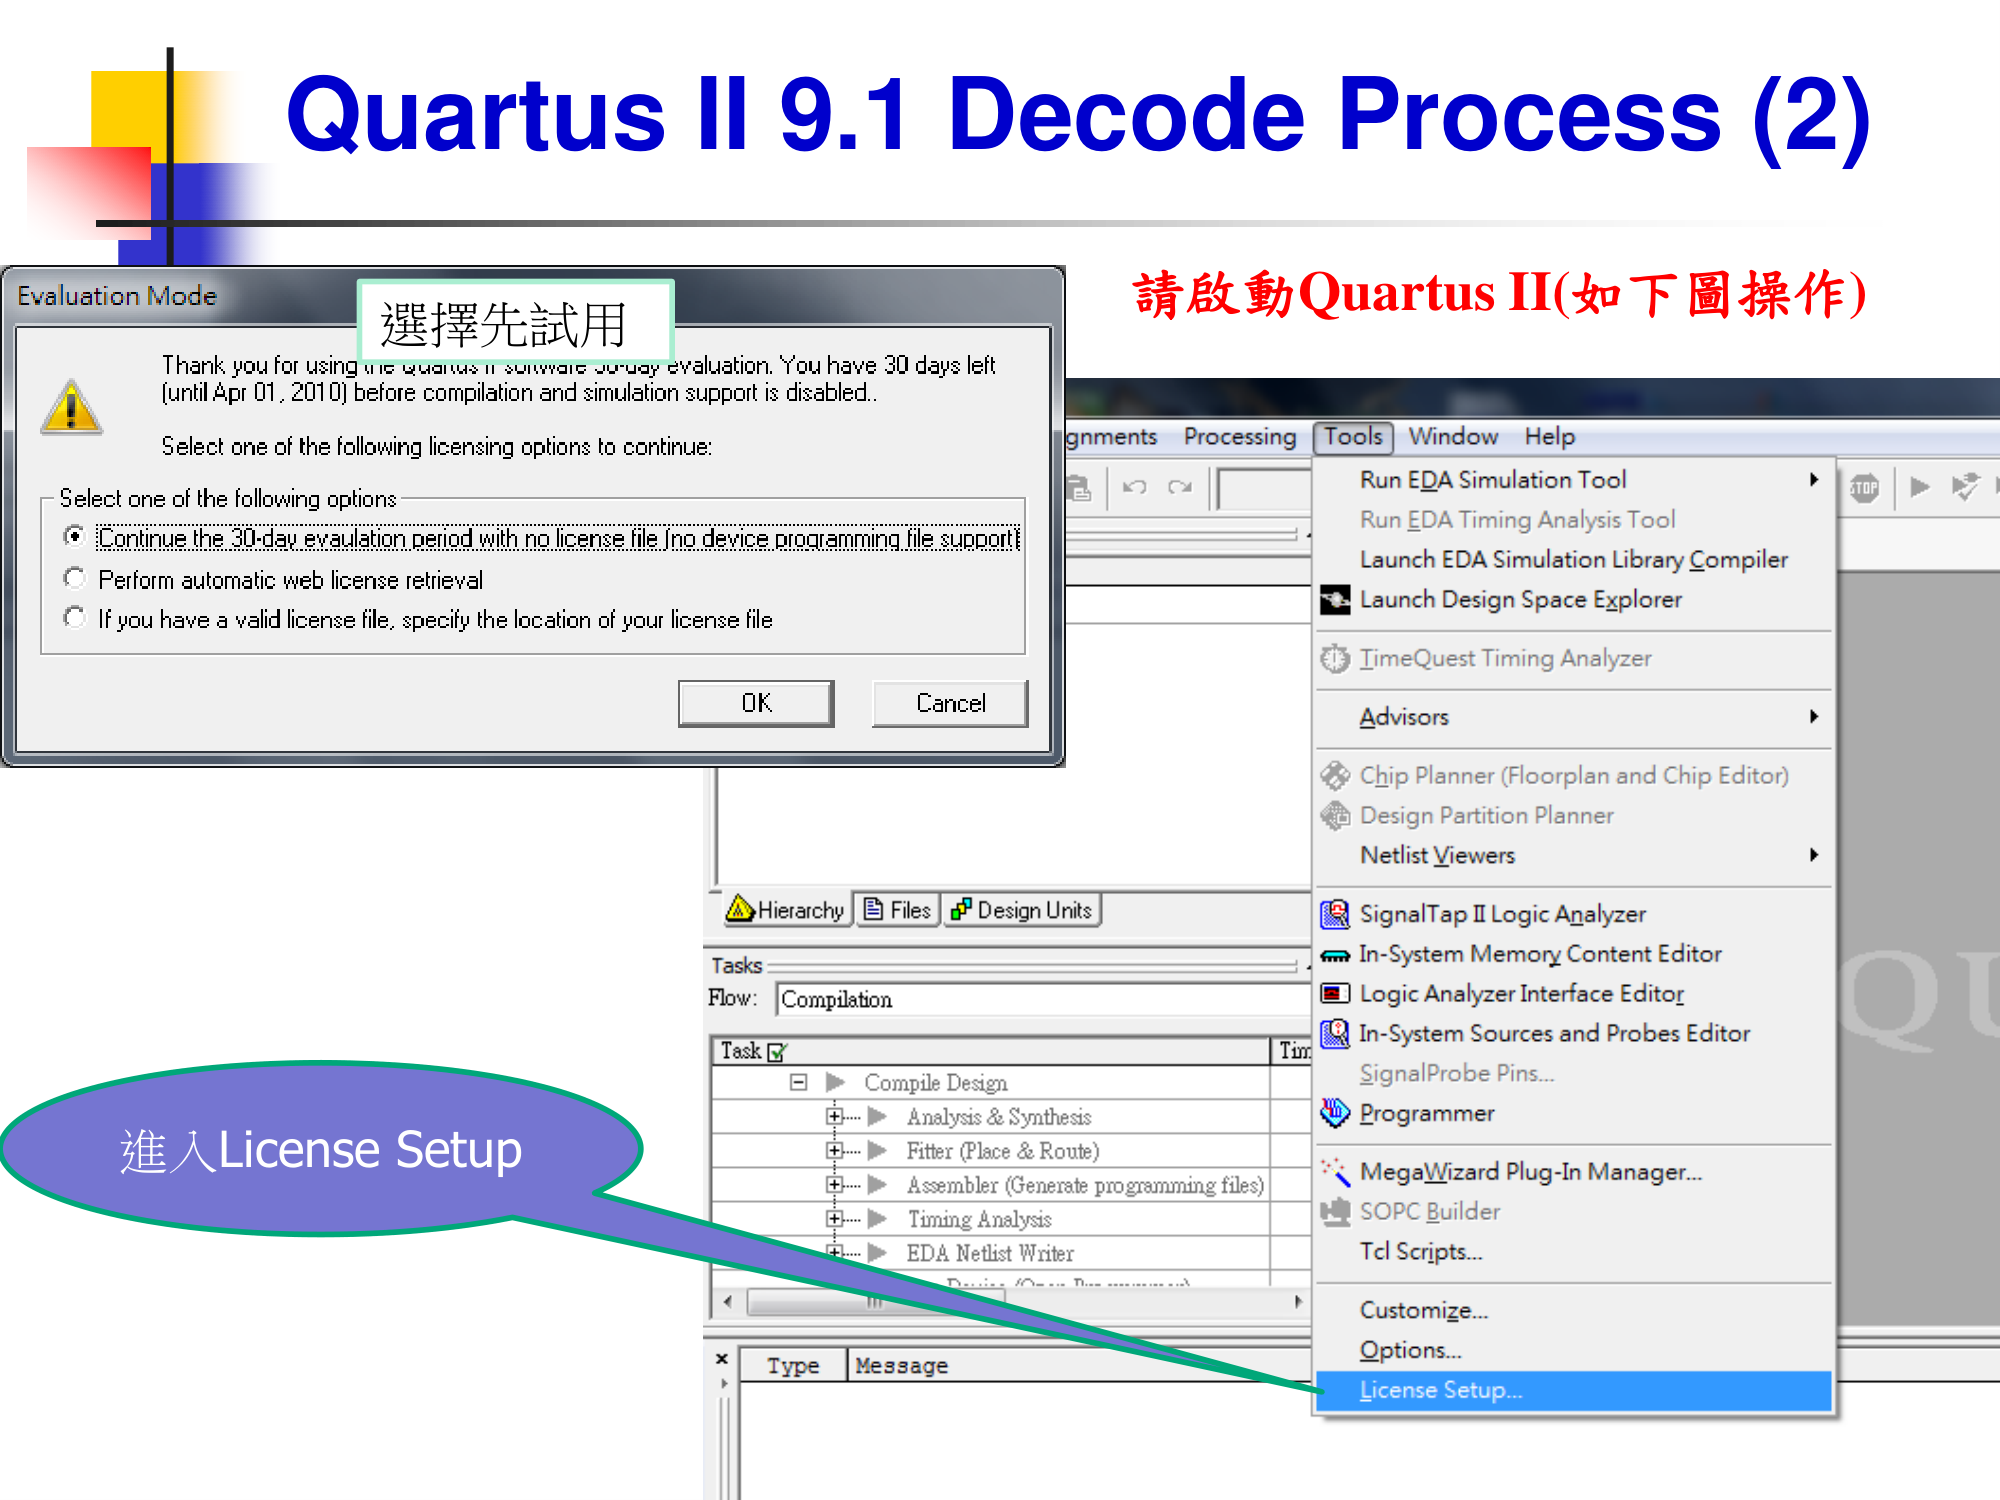 Quartus II 9.1 Decode Process (2)
請啟動Quartus II(如下圖操作)
Evaluation Mode
選擇先試用
Thank you for using the Quartus II software 30-day evaluation. You have 30 days left
(until Apr 01, 2010) before compilation and simulation support is disabled..
Select one of the following licensing options to continue:
Select one of the following options
Continue the 30-day evaulation period with no license file (no device programming file support)
Perform automatic web license retrieval
If you have a valid license file, specify the location of your license file
OK Cancel
gnments Processing Tools Window Help
Run EDA Simulation Tool
Run EDA Timing Analysis Tool
Launch EDA Simulation Library Compiler
Launch Design Space Explorer
TimeQuest Timing Analyzer
Advisors
Chip Planner (Floorplan and Chip Editor)
Design Partition Planner
Netlist Viewers
SignalTap II Logic Analyzer
In-System Memory Content Editor
Logic Analyzer Interface Editor
In-System Sources and Probes Editor
SignalProbe Pins...
Programmer
MegaWizard Plug-In Manager...
SOPC Builder
Tcl Scripts...
Customize...
Options...
License Setup...
STOP
QU
Hierarchy Files Design Units
Tasks
Flow: Compilation
Task Tim
Compile Design
Analysis & Synthesis
Fitter (Place & Route)
Assembler (Generate programming files)
Timing Analysis
EDA Netlist Writer
Type Message
進入License Setup